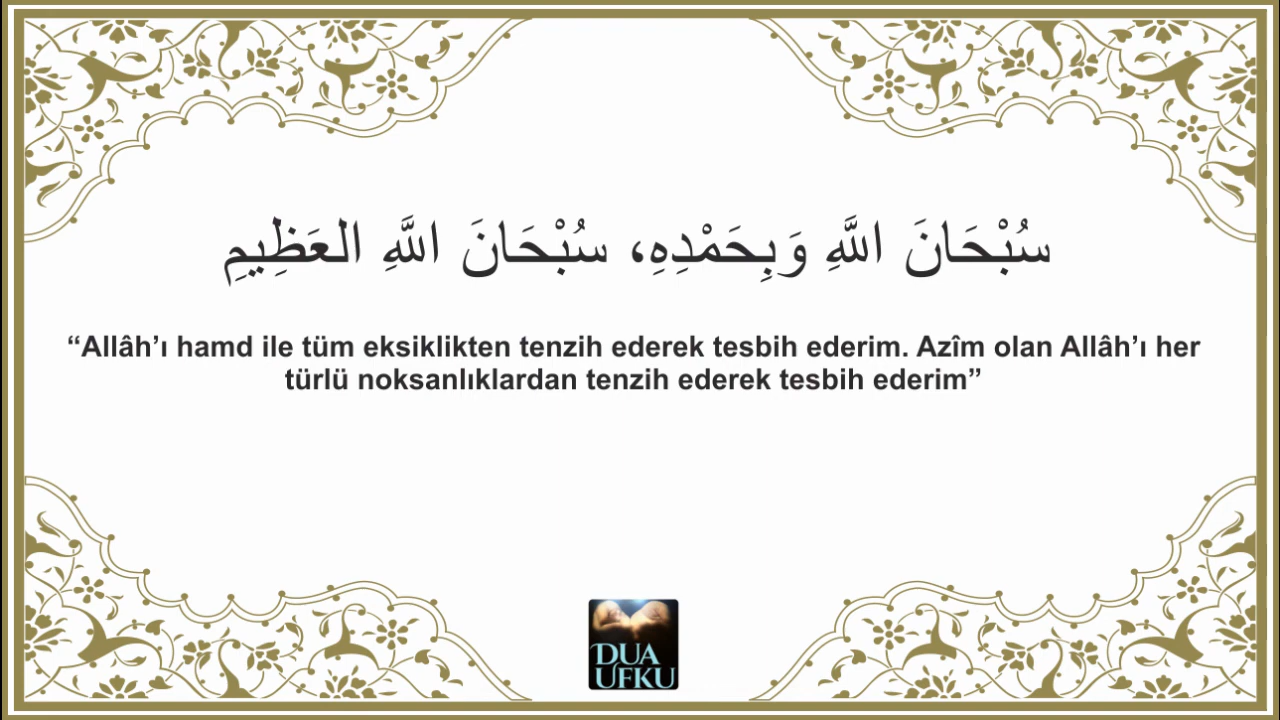 سُبْحَانَ اللَّهِ وَبِحَمْدِهِ، سُبْحَانَ اللَّهِ العَظِيمِ
“Allâh’ı hamd ile tüm eksiklikten tenzih ederek tesbih ederim. Azîm olan Allâh’ı her
türlü noksanlıklardan tenzih ederek tesbih ederim”
DUA
UFKU